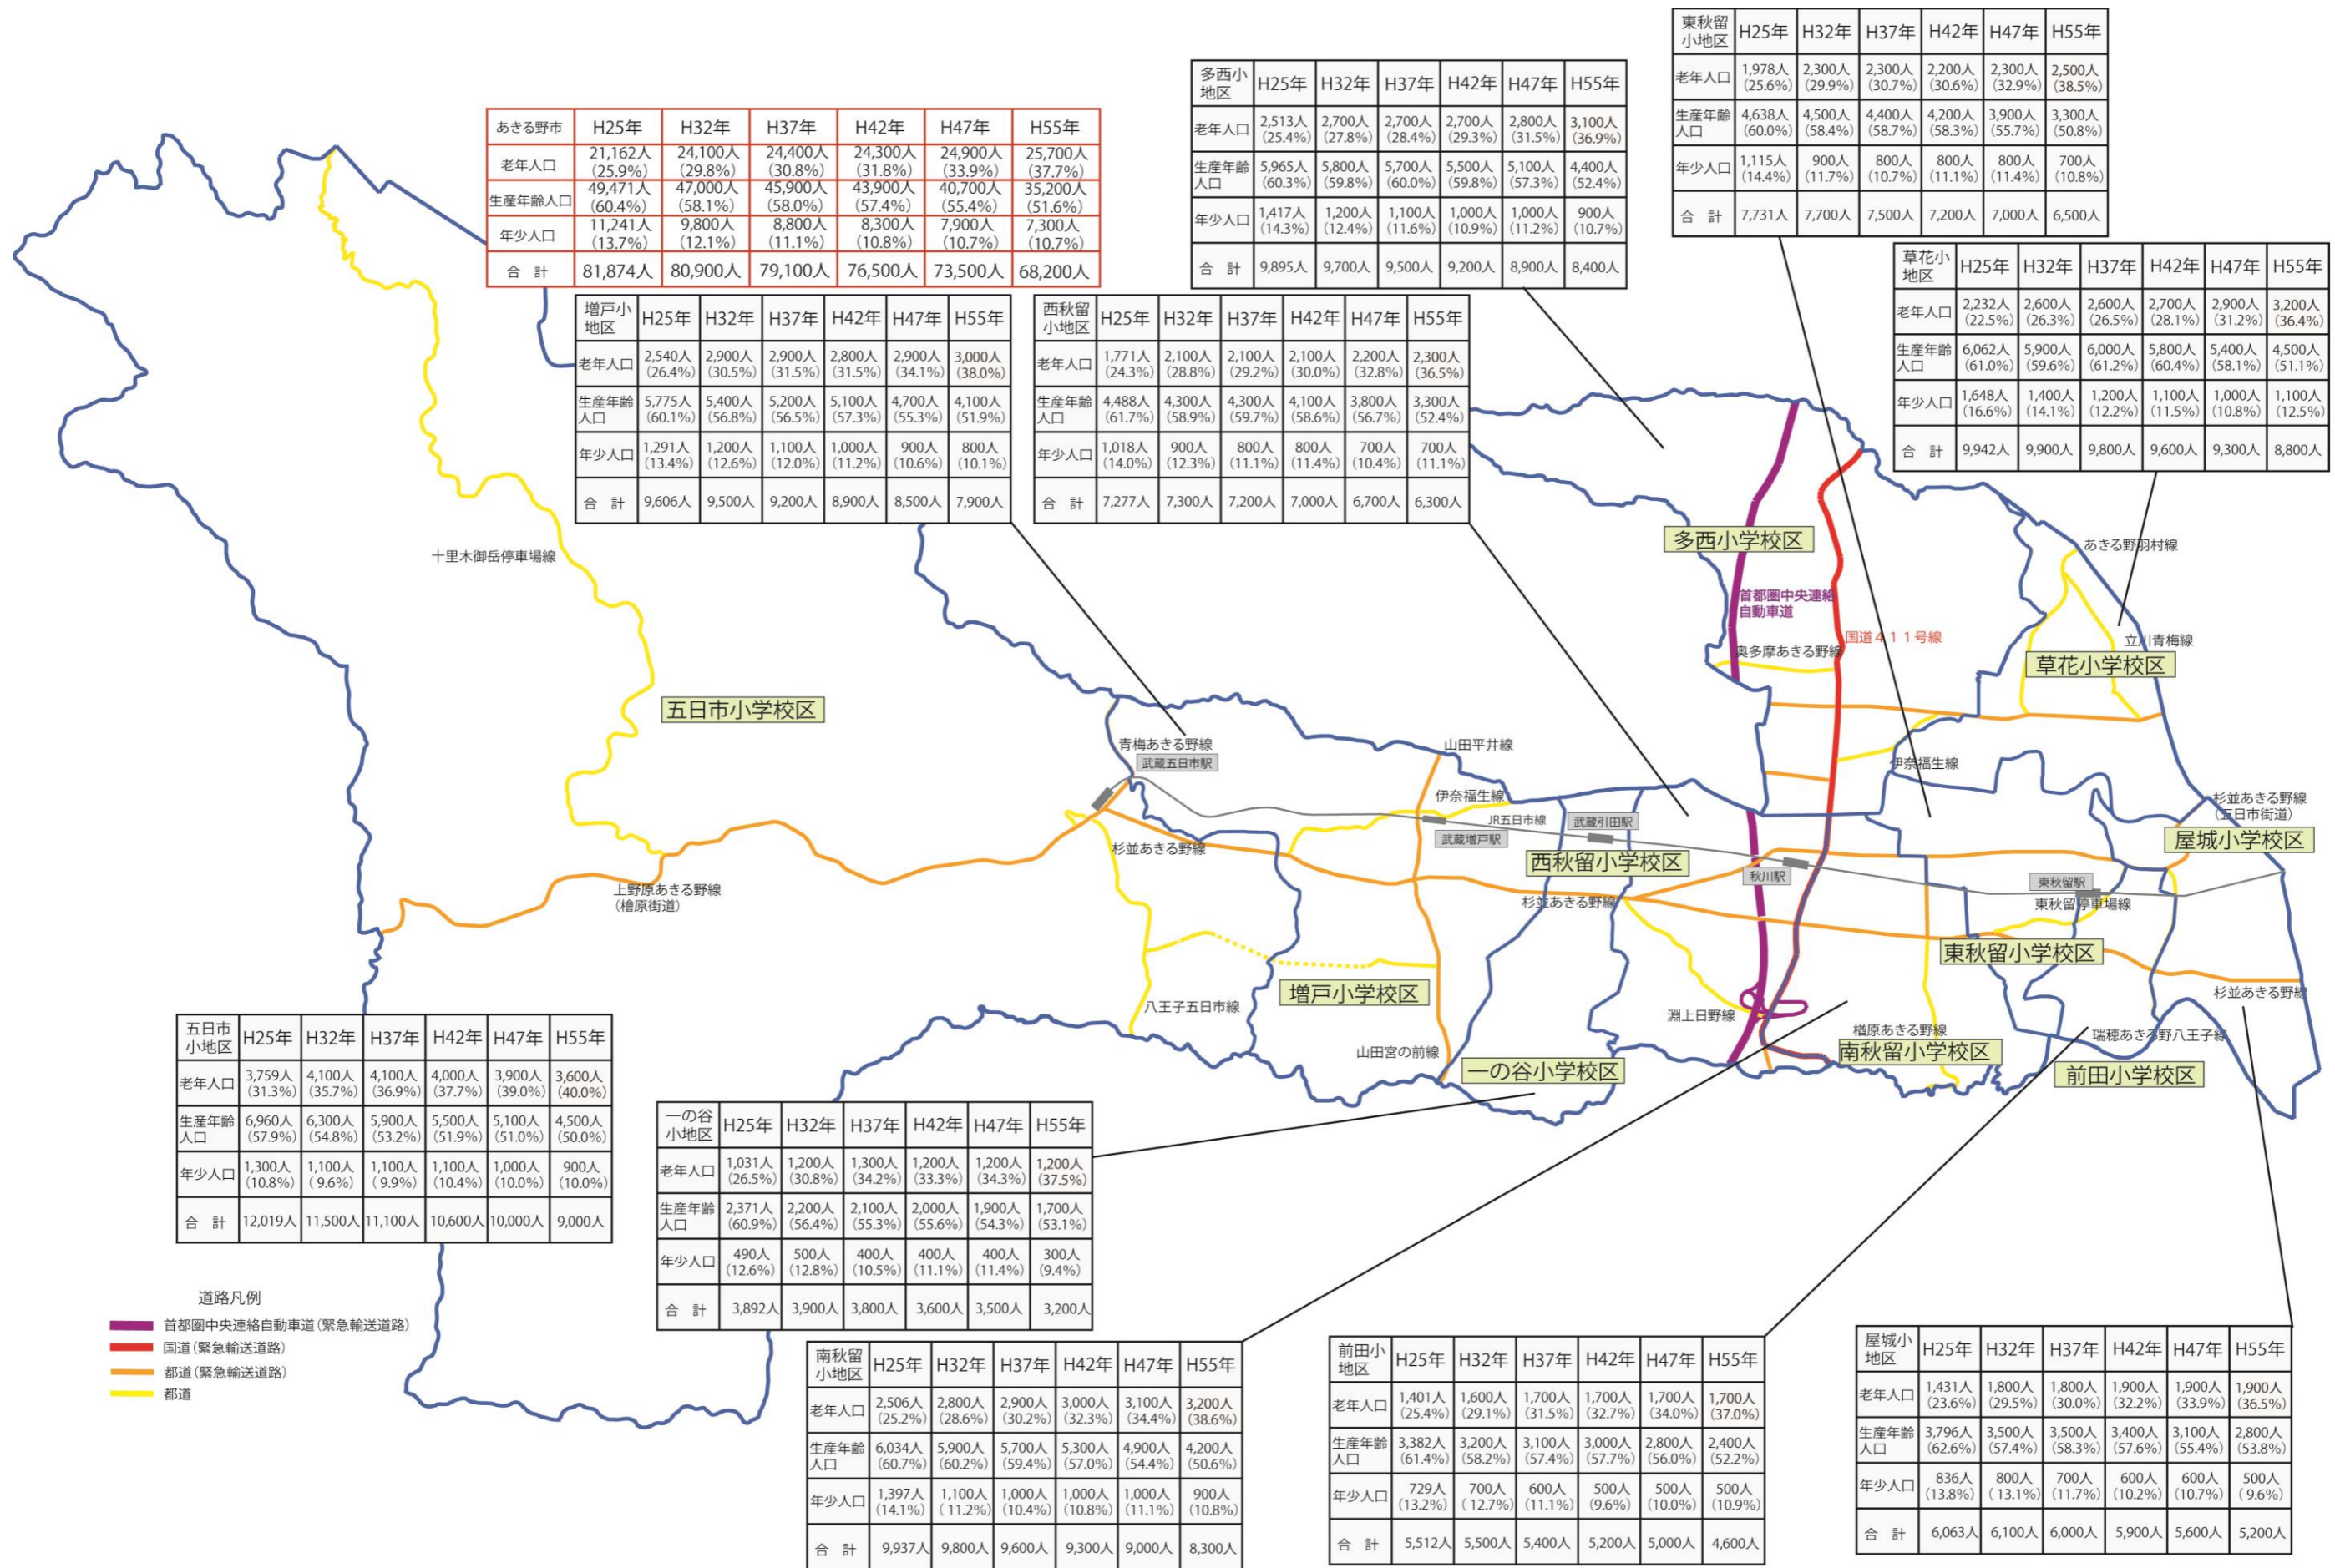 東秋留小地区 H25年 H32年 H37年 H42年 H47年 H55年
老年人口 1,978人(25.6%) 2,300人(29.9%) 2,300人(30.7%) 2,200人(30.6%) 2,300人(32.9%) 2,500人(38.5%)
生産年齢人口 4,638人(60.0%) 4,500人(58.4%) 4,400人(58.7%) 4,200人(58.3%) 3,900人(55.7%) 3,300人(50.8%)
年少人口 1,115人(14.4%) 900人(11.7%) 800人(10.7%) 800人(11.1%) 800人(11.4%) 700人(10.8%)
合 計 7,731人 7,700人 7,500人 7,200人 7,000人 6,500人
多西小地区 H25年 H32年 H37年 H42年 H47年 H55年
老年人口 2,513人(25.4%) 2,700人(27.8%) 2,700人(28.4%) 2,700人(29.3%) 2,800人(31.5%) 3,100人(36.9%)
生産年齢人口 5,965人(60.3%) 5,800人(59.8%) 5,700人(60.0%) 5,500人(59.8%) 5,100人(57.3%) 4,400人(52.4%)
年少人口 1,417人(14.3%) 1,200人(12.4%) 1,100人(11.6%) 1,000人(10.9%) 1,000人(11.2%) 900人(10.7%)
合 計 9,895人 9,700人 9,500人 9,200人 8,900人 8,400人
あきる野市 H25年 H32年 H37年 H42年 H47年 H55年
老年人口 21,162人(25.9%) 24,100人(29.8%) 24,400人(30.8%) 24,300人(31.8%) 24,900人(33.9%) 25,700人(37.7%)
生産年齢人口 49,471人(60.4%) 47,000人(58.1%) 45,900人(58.0%) 43,900人(57.4%) 40,700人(55.4%) 35,200人(51.6%)
年少人口 11,241人(13.7%) 9,800人(12.1%) 8,800人(11.1%) 8,300人(10.8%) 7,900人(10.7%) 7,300人(10.7%)
合 計 81,874人 80,900人 79,100人 76,500人 73,500人 68,200人
草花小地区 H25年 H32年 H37年 H42年 H47年 H55年
老年人口 2,232人(22.5%) 2,600人(26.3%) 2,600人(26.5%) 2,700人(28.1%) 2,900人(31.2%) 3,200人(36.4%)
生産年齢人口 6,062人(61.0%) 5,900人(59.6%) 6,000人(61.2%) 5,800人(60.4%) 5,400人(58.1%) 4,500人(51.1%)
年少人口 1,648人(16.6%) 1,400人(14.1%) 1,200人(12.2%) 1,100人(11.5%) 1,000人(10.8%) 1,100人(12.5%)
合 計 9,942人 9,900人 9,800人 9,600人 9,300人 8,800人
増戸小地区 H25年 H32年 H37年 H42年 H47年 H55年
老年人口 2,540人(26.4%) 2,900人(30.5%) 2,900人(31.5%) 2,800人(31.5%) 2,900人(34.1%) 3,000人(38.0%)
生産年齢人口 5,775人(60.1%) 5,400人(56.8%) 5,200人(56.5%) 5,100人(57.3%) 4,700人(55.3%) 4,100人(51.9%)
年少人口 1,291人(13.4%) 1,200人(12.6%) 1,100人(12.0%) 1,000人(11.2%) 900人(10.6%) 800人(10.1%)
合 計 9,606人 9,500人 9,200人 8,900人 8,500人 7,900人
西秋留小地区 H25年 H32年 H37年 H42年 H47年 H55年
老年人口 1,771人(24.3%) 2,100人(28.8%) 2,100人(29.2%) 2,100人(30.0%) 2,200人(32.8%) 2,300人(36.5%)
生産年齢人口 4,488人(61.7%) 4,300人(58.9%) 4,300人(59.7%) 4,100人(58.6%) 3,800人(56.7%) 3,300人(52.4%)
年少人口 1,018人(14.0%) 900人(12.3%) 800人(11.1%) 800人(11.4%) 700人(10.4%) 700人(11.1%)
合 計 7,277人 7,300人 7,200人 7,000人 6,700人 6,300人
多西小学校区
あきる野羽村線
十里木御岳停車場線
首都圏中央連絡
自動車道
国道411号線
立川青梅線
奥多摩あきる野線
草花小学校区
五日市小学校区
青梅あきる野線
山田平井線
武蔵五日市駅
伊奈福生線
伊奈福生線
杉並あきる野線
(五日市街道)
JR五日市線
武蔵引田駅
武蔵増戸駅
屋城小学校区
杉並あきる野線
西秋留小学校区
秋川駅
東秋留駅
上野原あきる野線
(檜原街道)
杉並あきる野線
東秋留停車場線
東秋留小学校区
増戸小学校区
杉並あきる野線
八王子五日市線
淵上日野線
楢原あきる野線
瑞穂あきる野八王子線
山田宮の前線
南秋留小学校区
一の谷小学校区
前田小学校区
五日市小地区 H25年 H32年 H37年 H42年 H47年 H55年
老年人口 3,759人(31.3%) 4,100人(35.7%) 4,100人(36.9%) 4,000人(37.7%) 3,900人(39.0%) 3,600人(40.0%)
生産年齢人口 6,960人(57.9%) 6,300人(54.8%) 5,900人(53.2%) 5,500人(51.9%) 5,100人(51.0%) 4,500人(50.0%)
年少人口 1,300人(10.8%) 1,100人( 9.6%) 1,100人( 9.9%) 1,100人(10.4%) 1,000人(10.0%) 900人(10.0%)
合 計 12,019人 11,500人 11,100人 10,600人 10,000人 9,000人
一の谷小地区 H25年 H32年 H37年 H42年 H47年 H55年
老年人口 1,031人(26.5%) 1,200人(30.8%) 1,300人(34.2%) 1,200人(33.3%) 1,200人(34.3%) 1,200人(37.5%)
生産年齢人口 2,371人(60.9%) 2,200人(56.4%) 2,100人(55.3%) 2,000人(55.6%) 1,900人(54.3%) 1,700人(53.1%)
年少人口 490人(12.6%) 500人(12.8%) 400人(10.5%) 400人(11.1%) 400人(11.4%) 300人(9.4%)
合 計 3,892人 3,900人 3,800人 3,600人 3,500人 3,200人
道路凡例
首都圏中央連絡自動車道(緊急輸送道路)
国道(緊急輸送道路)
都道(緊急輸送道路)
都道
南秋留小地区 H25年 H32年 H37年 H42年 H47年 H55年
老年人口 2,506人(25.2%) 2,800人(28.6%) 2,900人(30.2%) 3,000人(32.3%) 3,100人(34.4%) 3,200人(38.6%)
生産年齢人口 6,034人(60.7%) 5,900人(60.2%) 5,700人(59.4%) 5,300人(57.0%) 4,900人(54.4%) 4,200人(50.6%)
年少人口 1,397人(14.1%) 1,100人( 11.2%) 1,000人(10.4%) 1,000人(10.8%) 1,000人(11.1%) 900人(10.8%)
合 計 9,937人 9,800人 9,600人 9,300人 9,000人 8,300人
前田小地区 H25年 H32年 H37年 H42年 H47年 H55年
老年人口 1,401人(25.4%) 1,600人(29.1%) 1,700人(31.5%) 1,700人(32.7%) 1,700人(34.0%) 1,700人(37.0%)
生産年齢人口 3,382人(61.4%) 3,200人(58.2%) 3,100人(57.4%) 3,000人(57.7%) 2,800人(56.0%) 2,400人(52.2%)
年少人口 729人(13.2%) 700人( 12.7%) 600人(11.1%) 500人(9.6%) 500人(10.0%) 500人(10.9%)
合 計 5,512人 5,500人 5,400人 5,200人 5,000人 4,600人
屋城小地区 H25年 H32年 H37年 H42年 H47年 H55年
老年人口 1,431人(23.6%) 1,800人(29.5%) 1,800人(30.0%) 1,900人(32.2%) 1,900人(33.9%) 1,900人(36.5%)
生産年齢人口 3,796人(62.6%) 3,500人(57.4%) 3,500人(58.3%) 3,400人(57.6%) 3,100人(55.4%) 2,800人(53.8%)
年少人口 836人(13.8%) 800人( 13.1%) 700人(11.7%) 600人(10.2%) 600人(10.7%) 500人( 9.6%)
合 計 6,063人 6,100人 6,000人 5,900人 5,600人 5,200人